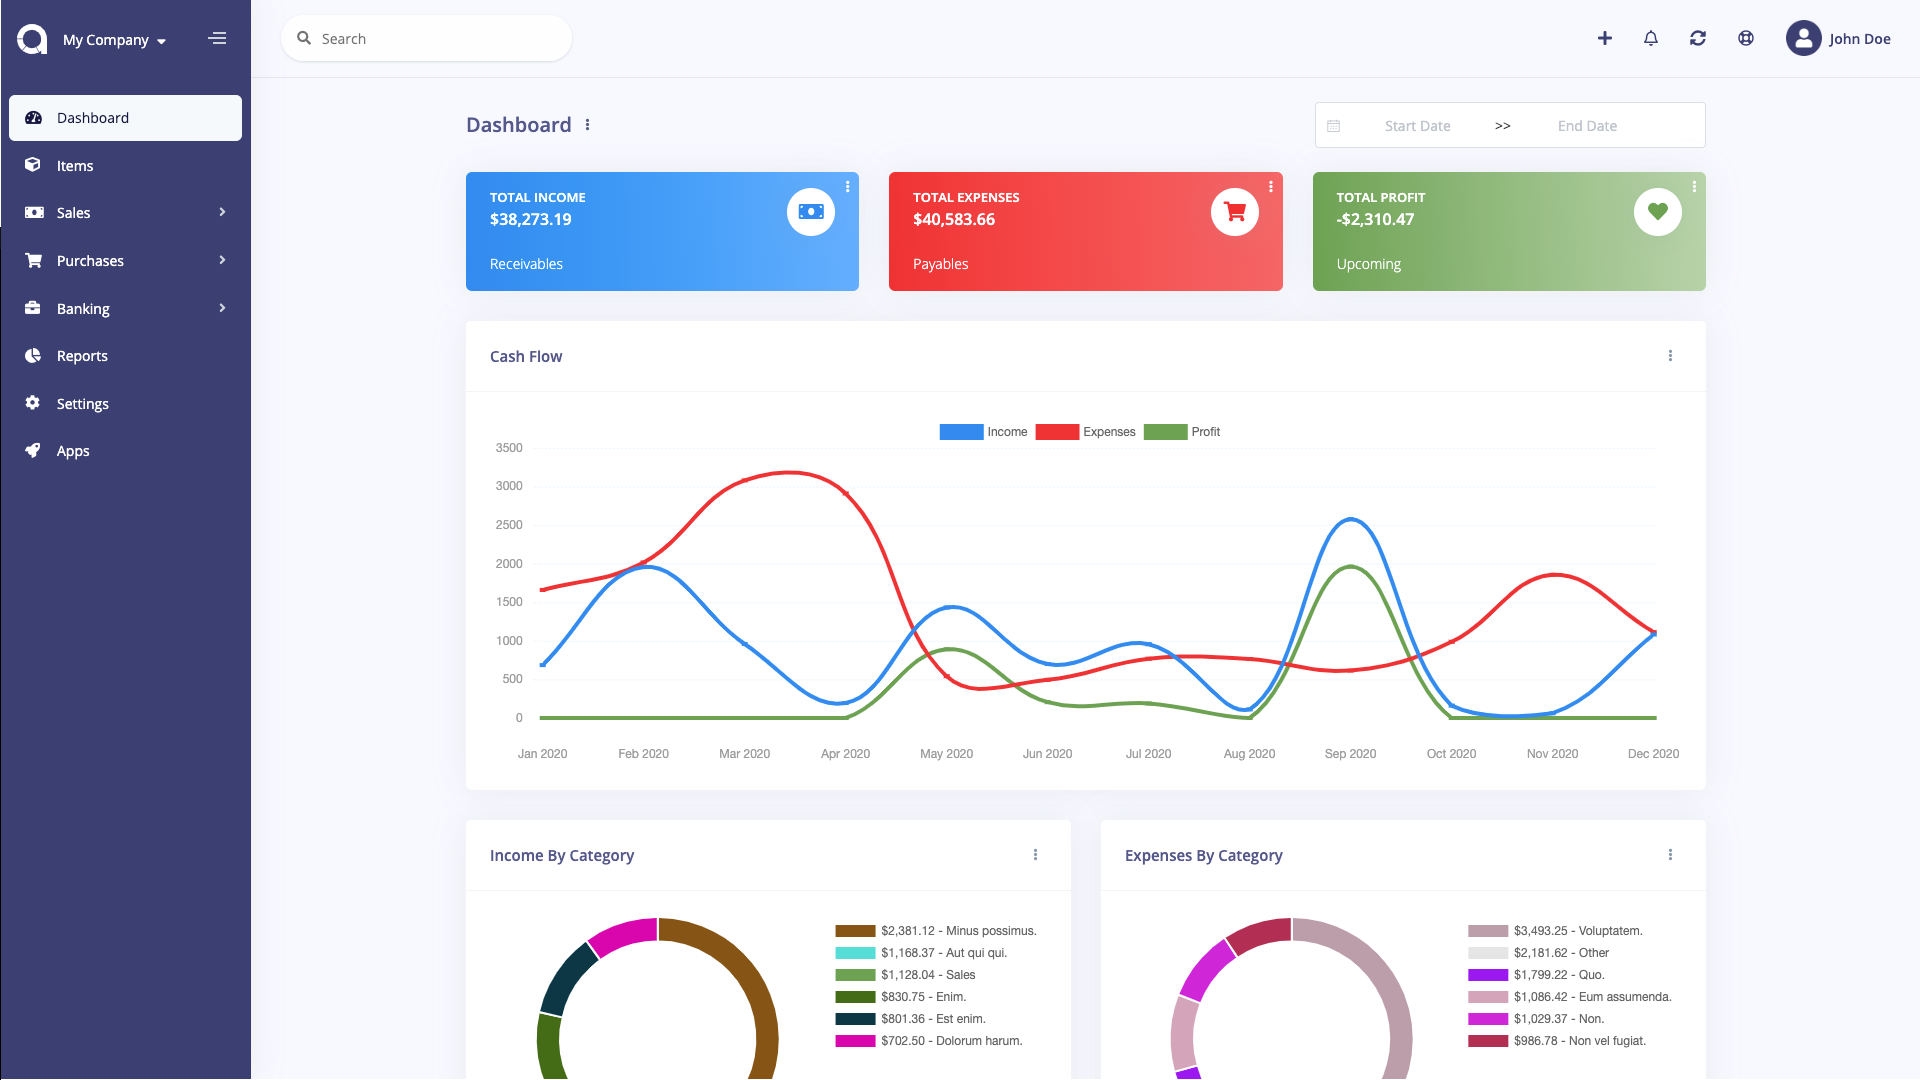 My Company
Search
John Doe
Dashboard
Items
Sales
Purchases
Banking
Reports
Settings
Apps
Dashboard
Start Date >> End Date
TOTAL INCOME
$38,273.19
Receivables
TOTAL EXPENSES
$40,583.66
Payables
TOTAL PROFIT
-$2,310.47
Upcoming
Cash Flow
Income Expenses Profit
3500
3000
2500
2000
1500
1000
500
0
Jan 2020 Feb 2020 Mar 2020 Apr 2020 May 2020 Jun 2020 Jul 2020 Aug 2020 Sep 2020 Oct 2020 Nov 2020 Dec 2020
Income By Category
$2,381.12 - Minus possimus.
$1,168.37 - Aut qui qui.
$1,128.04 - Sales
$830.75 - Enim.
$801.36 - Est enim.
$702.50 - Dolorum harum.
Expenses By Category
$3,493.25 - Voluptatem.
$2,181.62 - Other
$1,799.22 - Quo.
$1,086.42 - Eum assumenda.
$1,029.37 - Non.
$986.78 - Non vel fugiat.